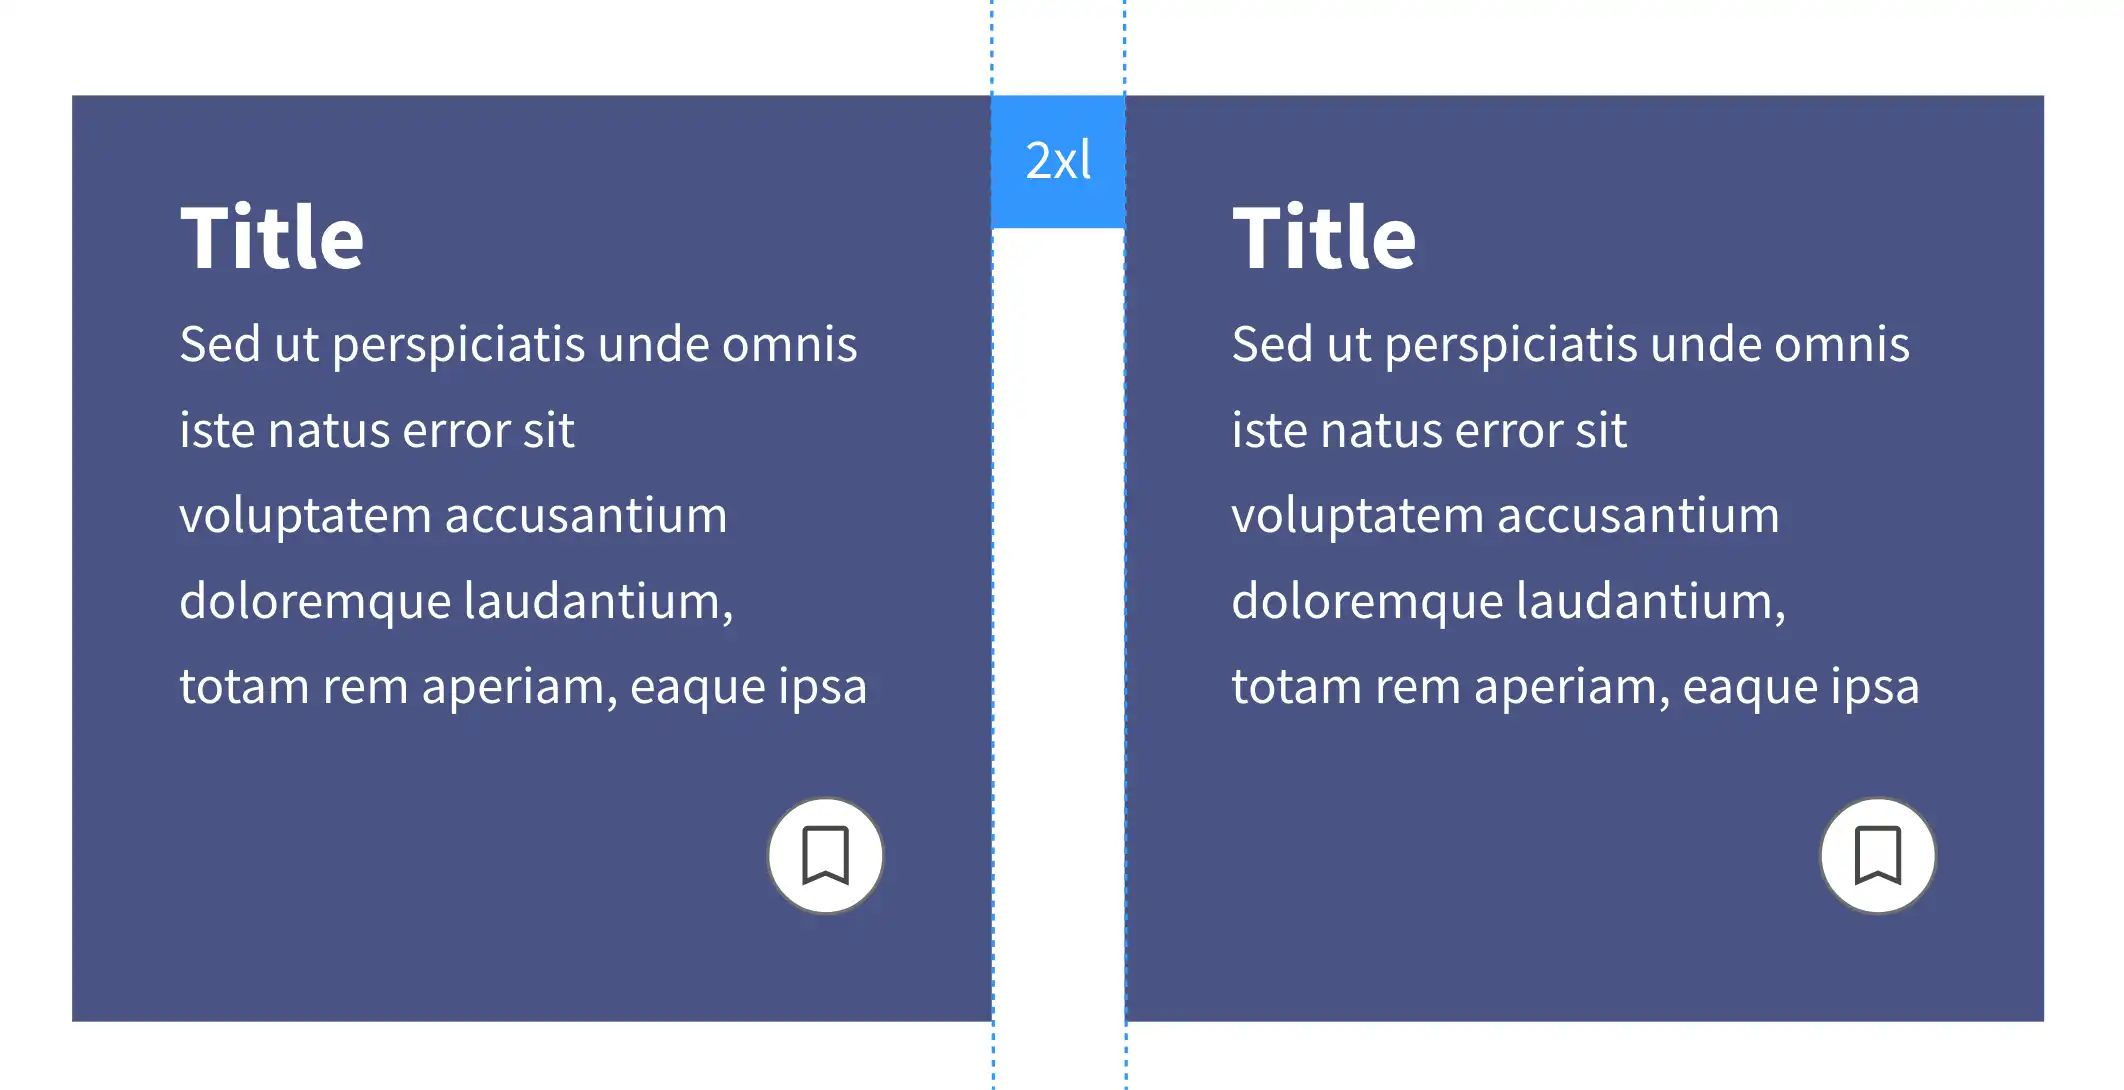 Title
Sed ut perspiciatis unde omnis
iste natus error sit
voluptatem accusantium
doloremque laudantium,
totam rem aperiam, eaque ipsa
2xl
Title
Sed ut perspiciatis unde omnis
iste natus error sit
voluptatem accusantium
doloremque laudantium,
totam rem aperiam, eaque ipsa